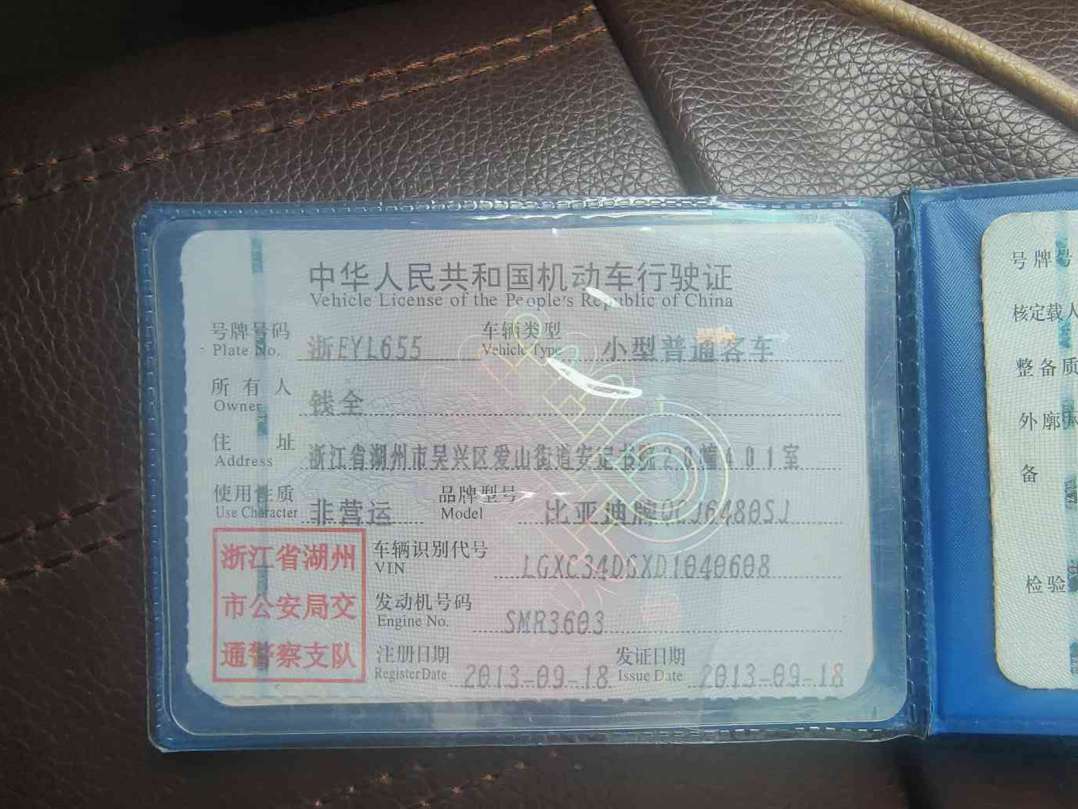 中华人民共和国机动车行驶证
Vehicle License of the People's Republic of China
号牌号码 浙EYL655 车辆类型 小型普通客车
Plate No. Vehicle Type
所有人 钱全
Owner
住址 浙江省湖州市吴兴区爱山街道安定书院 幢401室
Address
使用性质 非营运 品牌型号 比亚迪牌QCJ6480SJ
Use Character Model
浙江省湖州
市公安局交
通警察支队
车辆识别代号 LGXC34DGXD1040608
VIN
发动机号码 SMR3603
Engine No.
注册日期 2013-09-18 发证日期 2013-09-18
Register Date Issue Date
号牌号
核定载人
整备质
外廓
备
检验